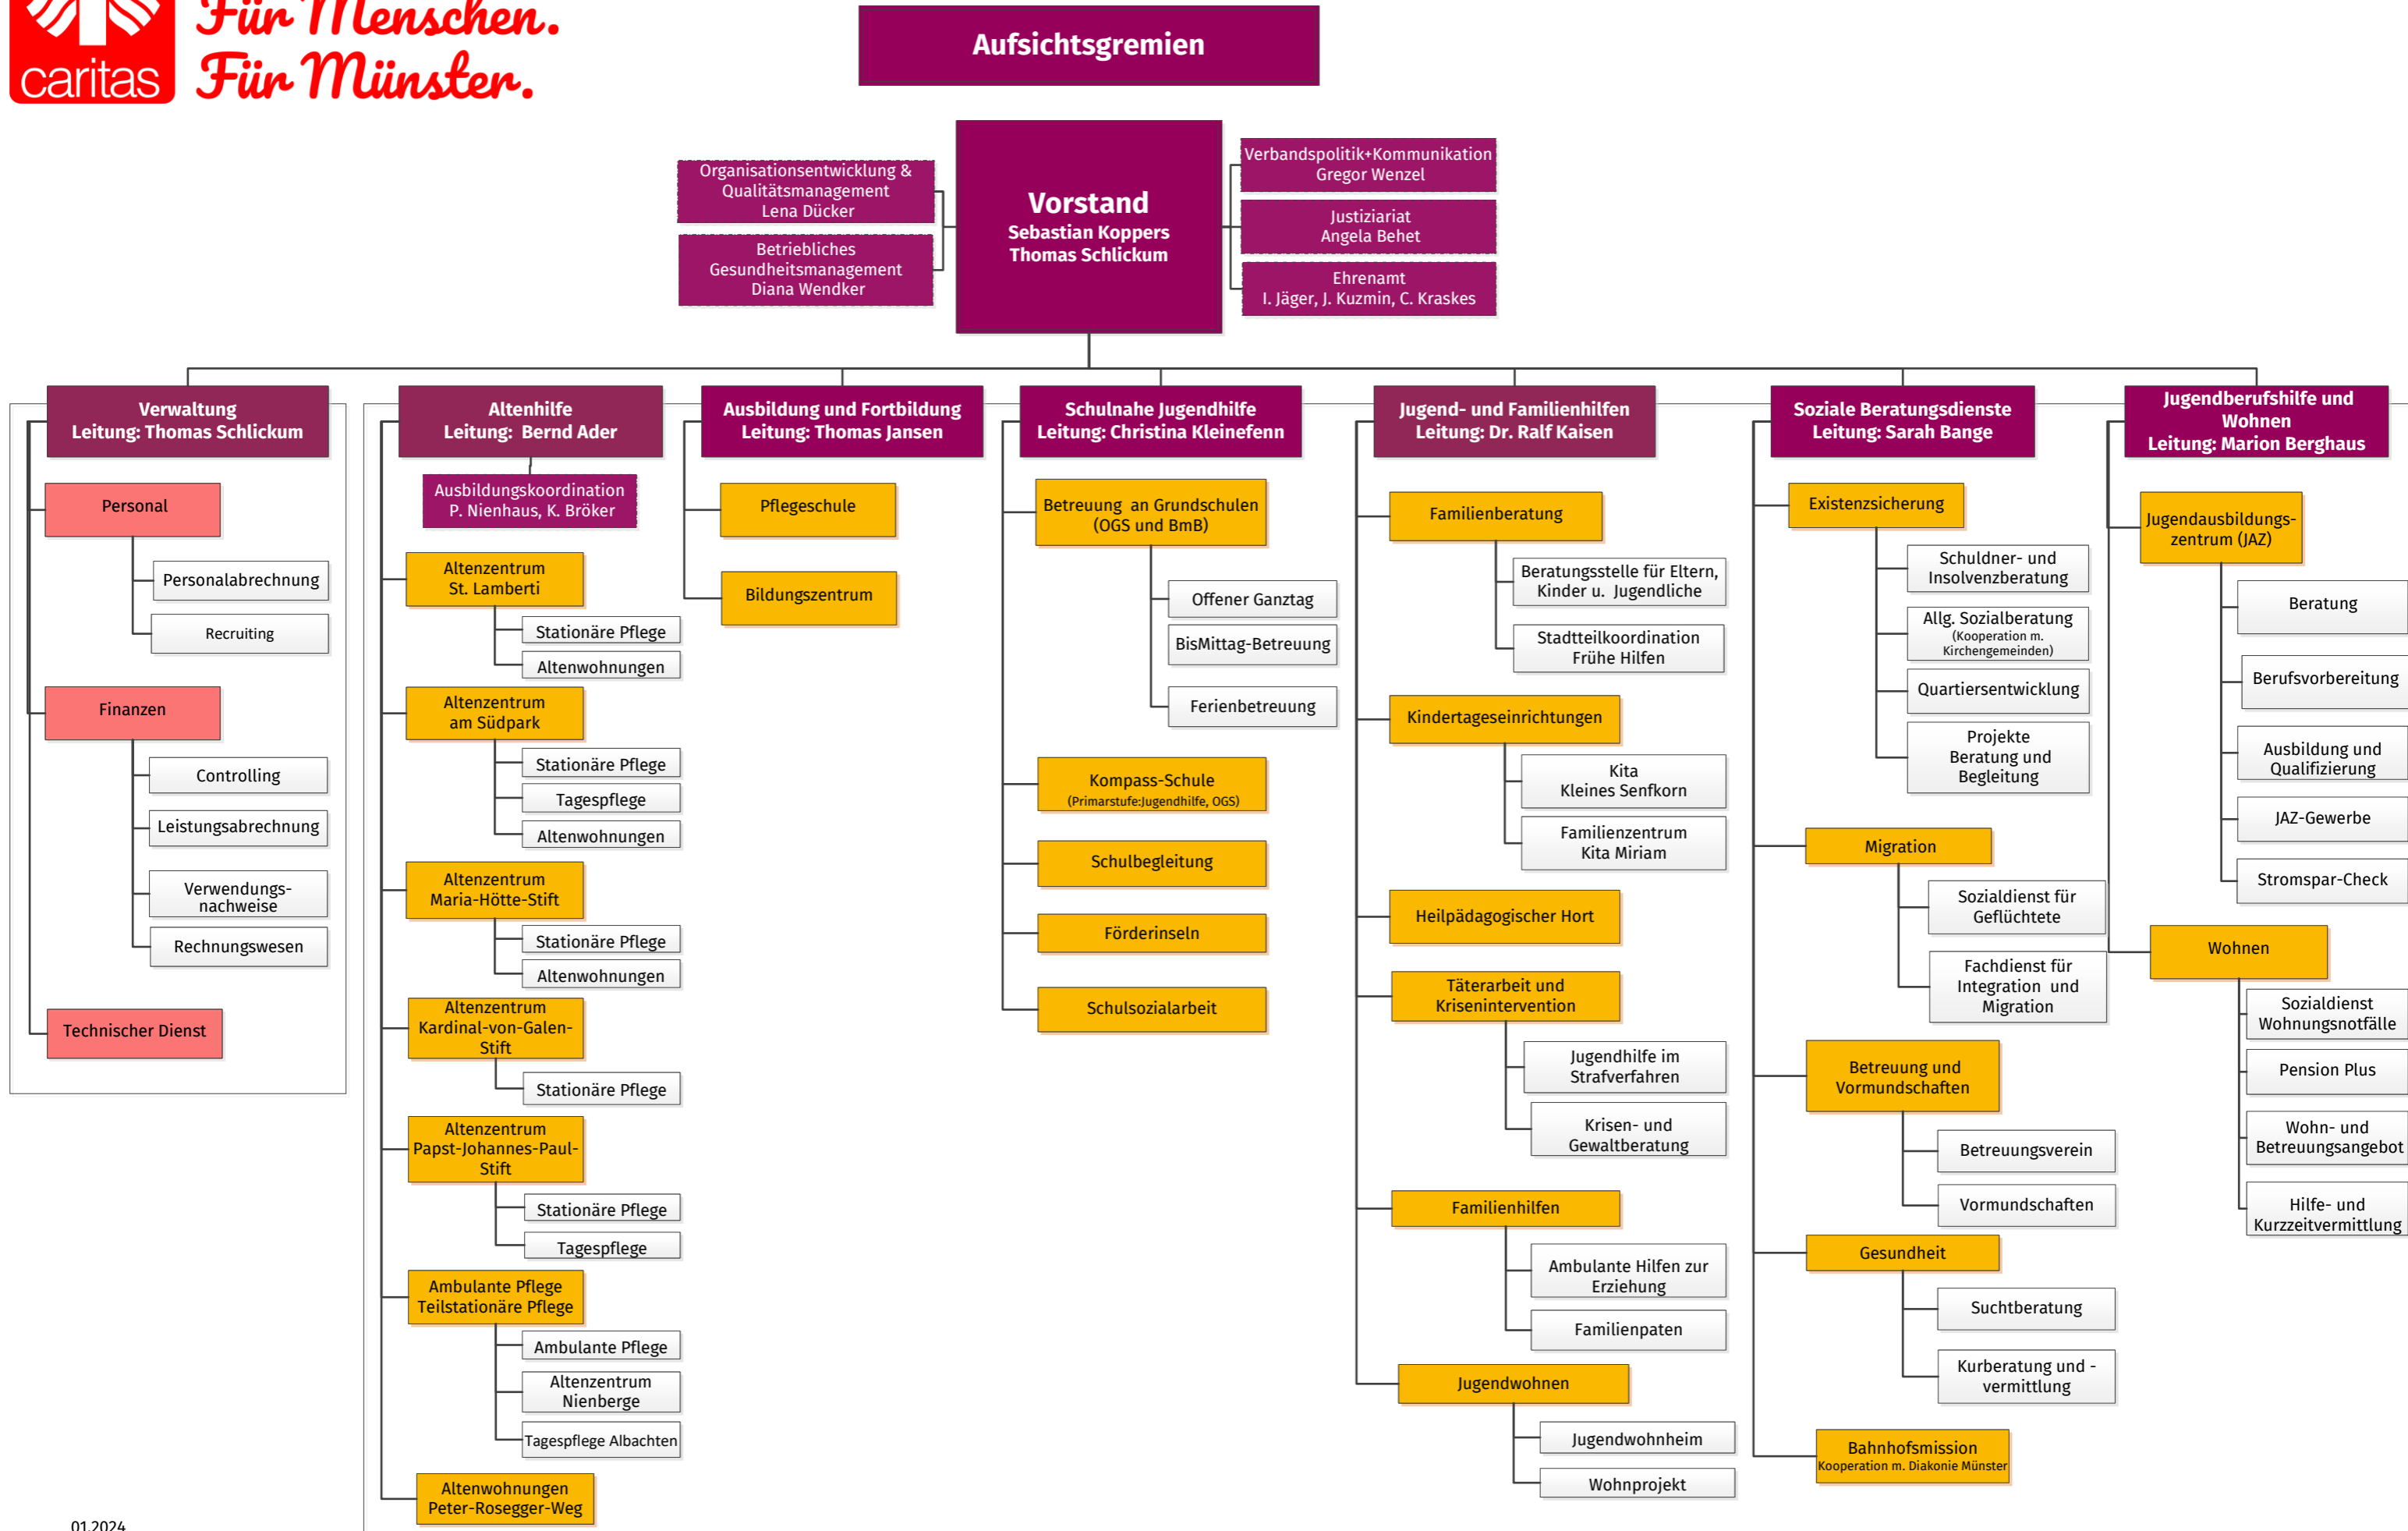 Für Menschen.
Für Münster.
caritas
Aufsichtsgremien
Vorstand
Sebastian Koppers
Thomas Schlickum
Organisationsentwicklung &
Qualitätsmanagement
Lena Dücker
Betriebliches
Gesundheitsmanagement
Diana Wendker
Verbandspolitik+Kommunikation
Gregor Wenzel
Justiziariat
Angela Behet
Ehrenamt
I. Jäger, J. Kuzmin, C. Kraskes
Verwaltung
Leitung: Thomas Schlickum
Personal
Personalabrechnung
Recruiting
Finanzen
Controlling
Leistungsabrechnung
Verwendungs-
nachweise
Rechnungswesen
Technischer Dienst
Altenhilfe
Leitung: Bernd Ader
Ausbildungskoordination
P. Nienhaus, K. Bröker
Altenzentrum
St. Lamberti
Stationäre Pflege
Altenwohnungen
Altenzentrum
am Südpark
Stationäre Pflege
Tagespflege
Altenwohnungen
Altenzentrum
Maria-Hötte-Stift
Stationäre Pflege
Altenwohnungen
Altenzentrum
Kardinal-von-Galen-
Stift
Stationäre Pflege
Altenzentrum
Papst-Johannes-Paul-
Stift
Stationäre Pflege
Tagespflege
Ambulante Pflege
Teilstationäre Pflege
Ambulante Pflege
Altenzentrum
Nienberge
Tagespflege Albachten
Altenwohnungen
Peter-Rosegger-Weg
Ausbildung und Fortbildung
Leitung: Thomas Jansen
Pflegeschule
Bildungszentrum
Schulnahe Jugendhilfe
Leitung: Christina Kleinefenn
Betreuung an Grundschulen
(OGS und BmB)
Offener Ganztag
BisMittag-Betreuung
Ferienbetreuung
Kompass-Schule
(Primarstufe:Jugendhilfe, OGS)
Schulbegleitung
Förderinseln
Schulsozialarbeit
Jugend- und Familienhilfen
Leitung: Dr. Ralf Kaisen
Familienberatung
Beratungsstelle für Eltern,
Kinder u. Jugendliche
Stadtteilkoordination
Frühe Hilfen
Kindertageseinrichtungen
Kita
Kleines Senfkorn
Familienzentrum
Kita Miriam
Heilpädagogischer Hort
Täterarbeit und
Krisenintervention
Jugendhilfe im
Strafverfahren
Krisen- und
Gewaltberatung
Familienhilfen
Ambulante Hilfen zur
Erziehung
Familienpaten
Jugendwohnen
Jugendwohnheim
Wohnprojekt
Soziale Beratungsdienste
Leitung: Sarah Bange
Existenzsicherung
Schuldner- und
Insolvenzberatung
Allg. Sozialberatung
(Kooperation m.
Kirchengemeinden)
Quartiersentwicklung
Projekte
Beratung und
Begleitung
Migration
Sozialdienst für
Geflüchtete
Fachdienst für
Integration und
Migration
Betreuung und
Vormundschaften
Betreuungsverein
Vormundschaften
Gesundheit
Suchtberatung
Kurberatung und -
vermittlung
Bahnhofsmission
Kooperation m. Diakonie Münster
Jugendberufshilfe und
Wohnen
Leitung: Marion Berghaus
Jugendausbildungs-
zentrum (JAZ)
Beratung
Berufsvorbereitung
Ausbildung und
Qualifizierung
JAZ-Gewerbe
Stromspar-Check
Wohnen
Sozialdienst
Wohnungsnotfälle
Pension Plus
Wohn- und
Betreuungsangebot
Hilfe- und
Kurzzeitvermittlung
01.2024